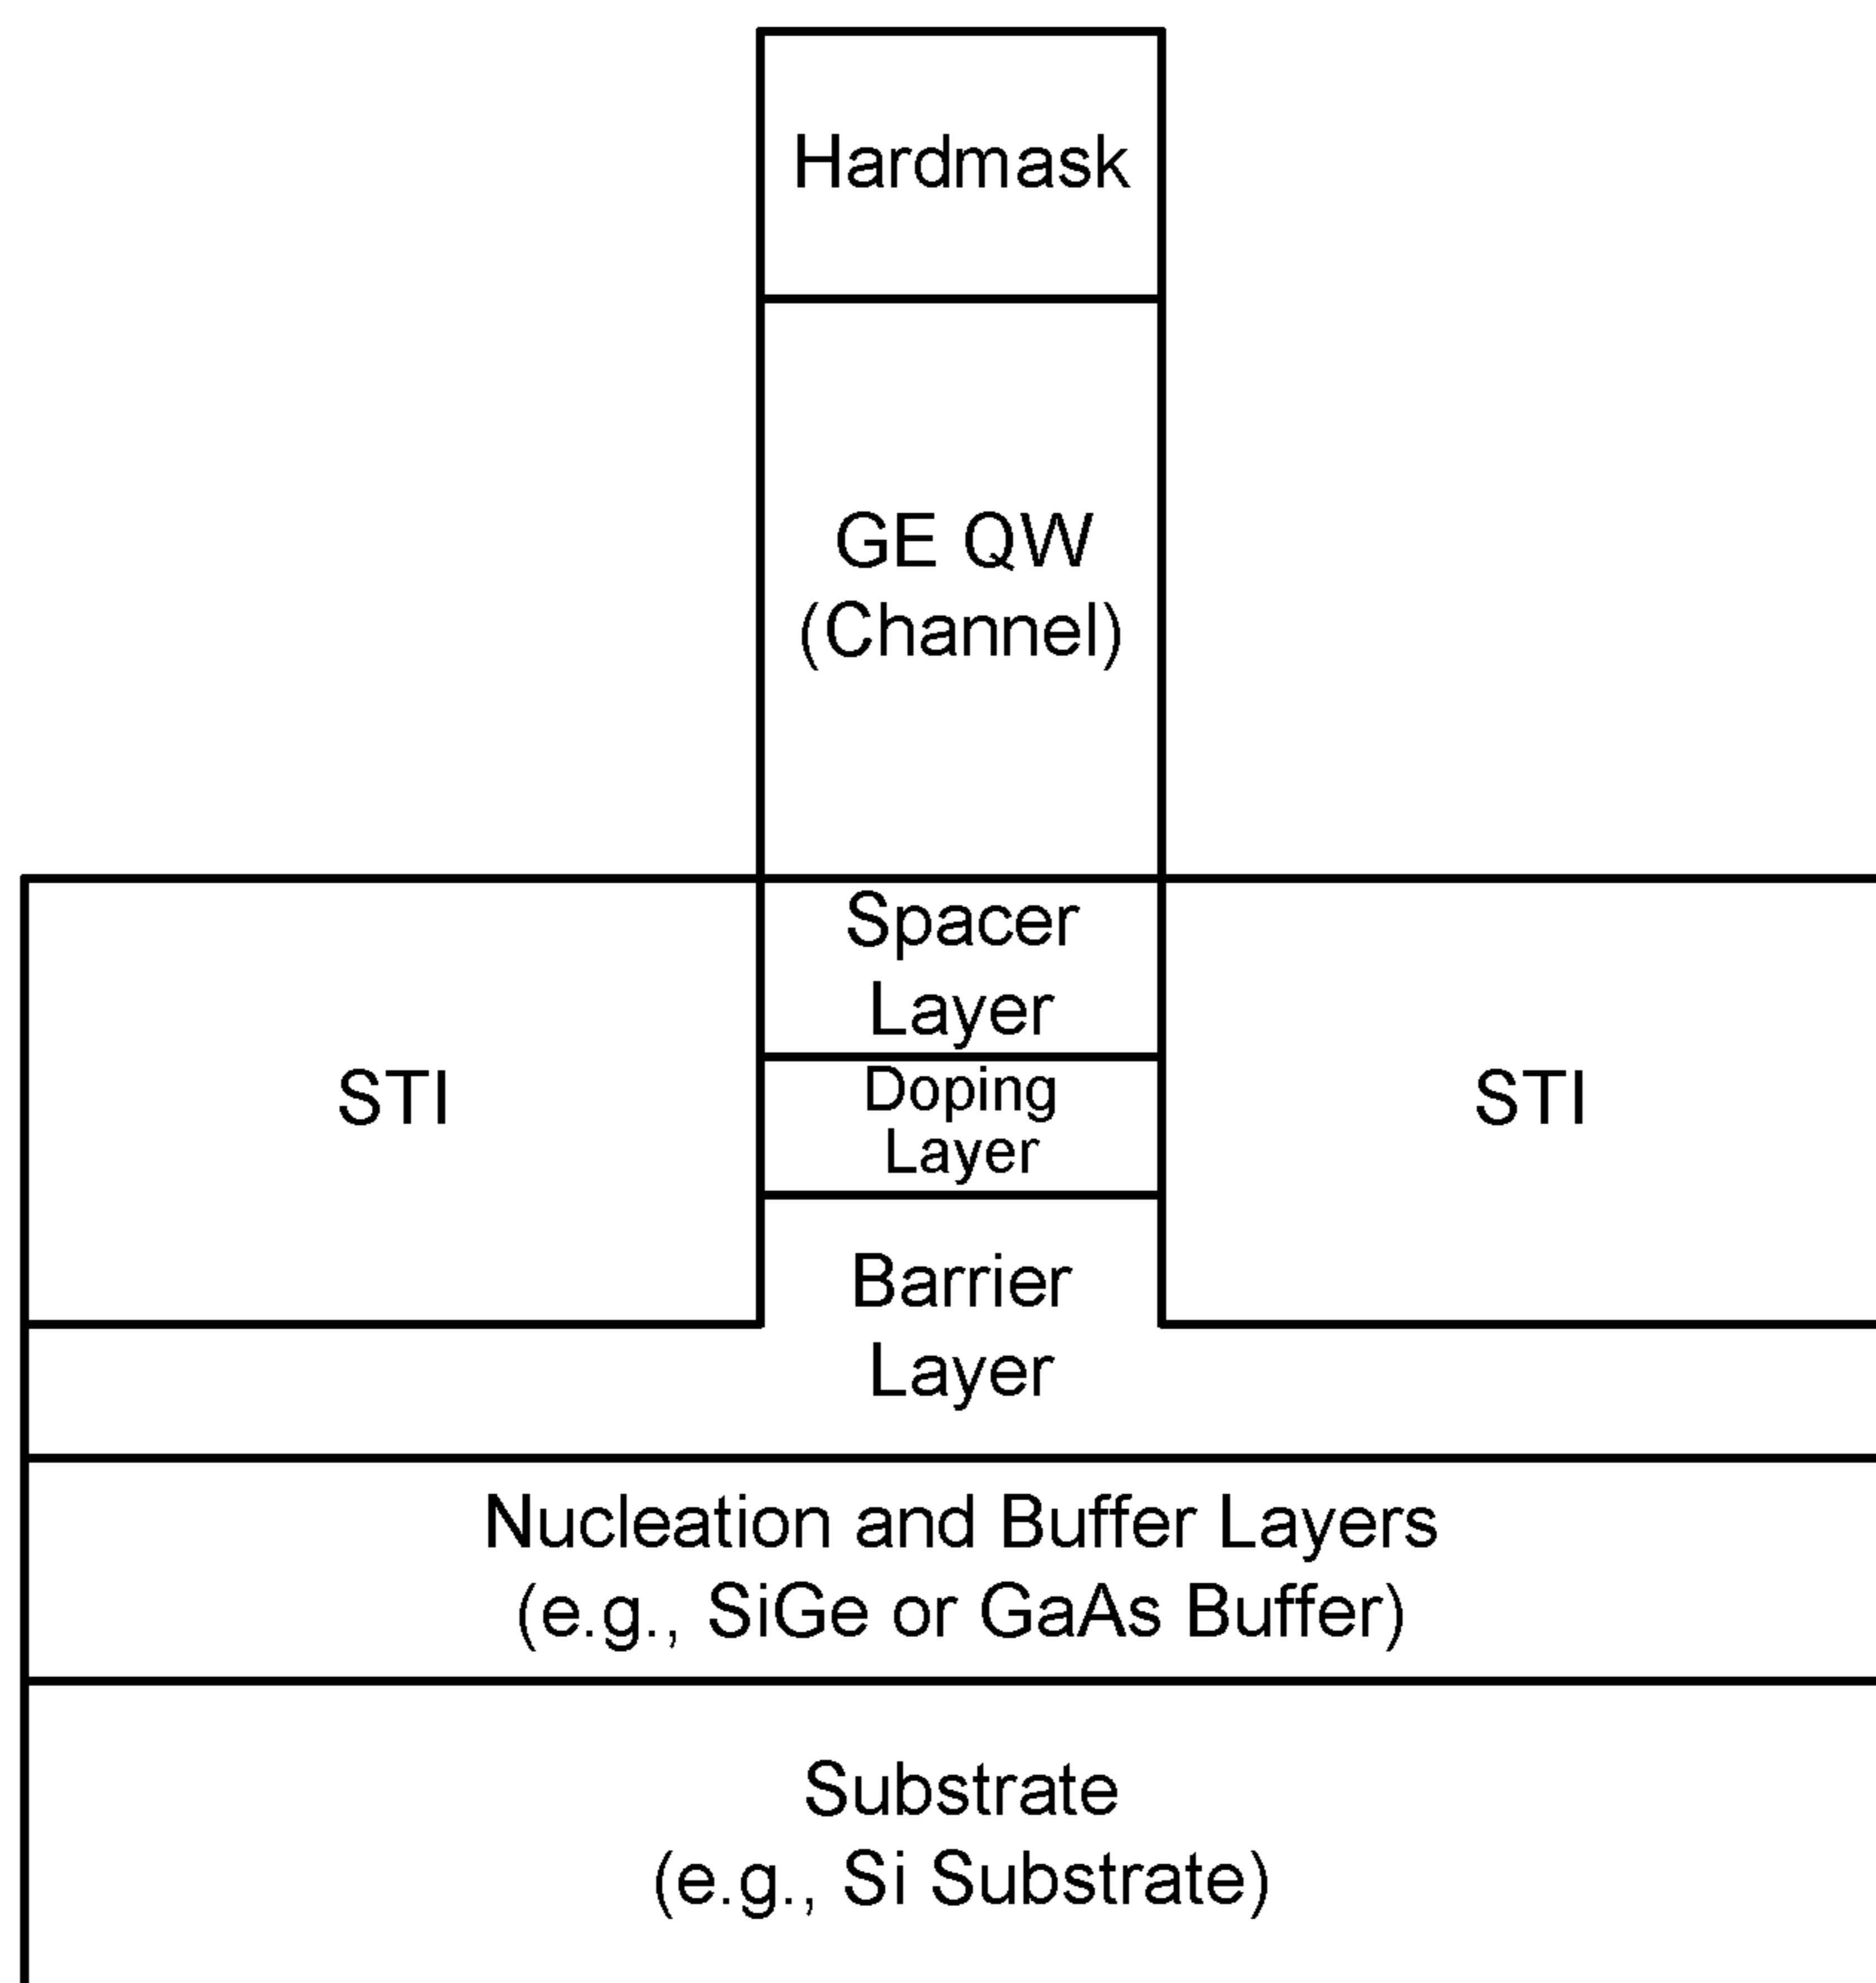 Hardmask
GE QW
(Channel)
Spacer
Layer
STI
Doping
Layer
STI
Barrier
Layer
Nucleation and Buffer Layers
(e.g., SiGe or GaAs Buffer)
Substrate
(e.g., Si Substrate)